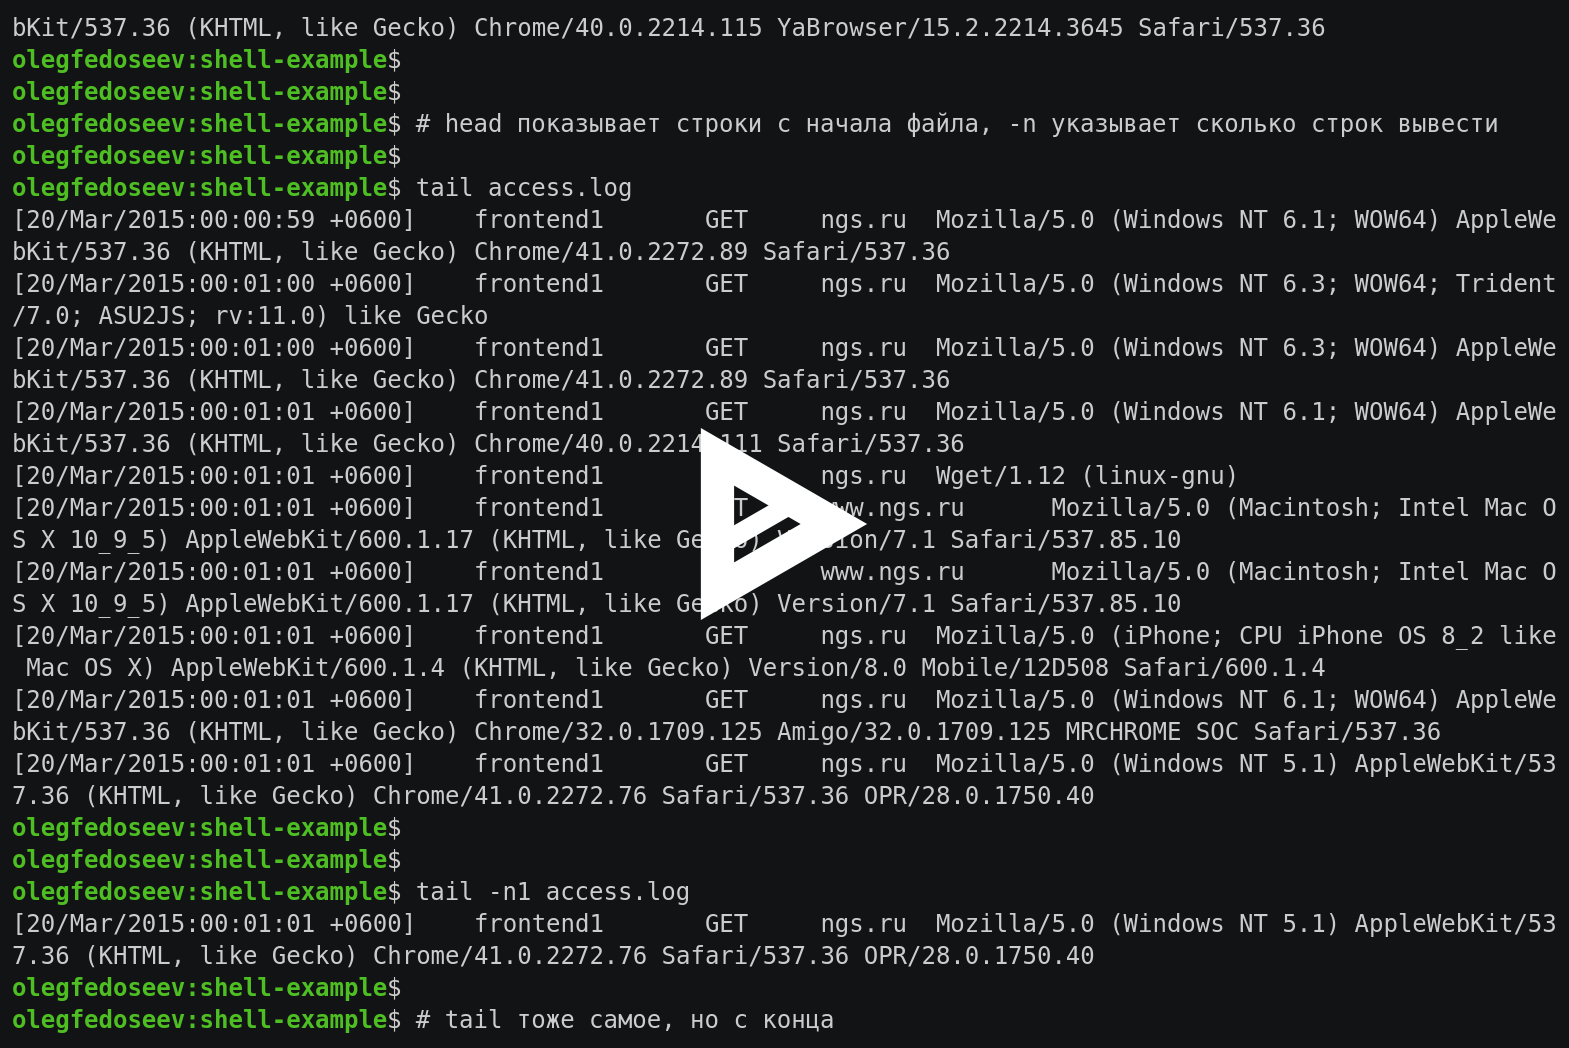 bKit/537.36 (KHTML, like Gecko) Chrome/40.0.2214.115 YaBrowser/15.2.2214.3645 Safari/537.36
olegfedoseev:shell-example$
olegfedoseev:shell-example$
olegfedoseev:shell-example$ # head показывает строки с начала файла, -n указывает сколько строк вывести
olegfedoseev:shell-example$
olegfedoseev:shell-example$ tail access.log
[20/Mar/2015:00:00:59 +0600]    frontend1       GET     ngs.ru  Mozilla/5.0 (Windows NT 6.1; WOW64) AppleWe
bKit/537.36 (KHTML, like Gecko) Chrome/41.0.2272.89 Safari/537.36
[20/Mar/2015:00:01:00 +0600]    frontend1       GET     ngs.ru  Mozilla/5.0 (Windows NT 6.3; WOW64; Trident
/7.0; ASU2JS; rv:11.0) like Gecko
[20/Mar/2015:00:01:00 +0600]    frontend1       GET     ngs.ru  Mozilla/5.0 (Windows NT 6.3; WOW64) AppleWe
bKit/537.36 (KHTML, like Gecko) Chrome/41.0.2272.89 Safari/537.36
[20/Mar/2015:00:01:01 +0600]    frontend1       GET     ngs.ru  Mozilla/5.0 (Windows NT 6.1; WOW64) AppleWe
bKit/537.36 (KHTML, like Gecko) Chrome/40.0.2214.111 Safari/537.36
[20/Mar/2015:00:01:01 +0600]    frontend1               ngs.ru  Wget/1.12 (linux-gnu)
[20/Mar/2015:00:01:01 +0600]    frontend1               www.ngs.ru      Mozilla/5.0 (Macintosh; Intel Mac O
S X 10_9_5) AppleWebKit/600.1.17 (KHTML, like Gecko) Version/7.1 Safari/537.85.10
[20/Mar/2015:00:01:01 +0600]    frontend1               www.ngs.ru      Mozilla/5.0 (Macintosh; Intel Mac O
S X 10_9_5) AppleWebKit/600.1.17 (KHTML, like Gecko) Version/7.1 Safari/537.85.10
[20/Mar/2015:00:01:01 +0600]    frontend1       GET     ngs.ru  Mozilla/5.0 (iPhone; CPU iPhone OS 8_2 like
 Mac OS X) AppleWebKit/600.1.4 (KHTML, like Gecko) Version/8.0 Mobile/12D508 Safari/600.1.4
[20/Mar/2015:00:01:01 +0600]    frontend1       GET     ngs.ru  Mozilla/5.0 (Windows NT 6.1; WOW64) AppleWe
bKit/537.36 (KHTML, like Gecko) Chrome/32.0.1709.125 Amigo/32.0.1709.125 MRCHROME SOC Safari/537.36
[20/Mar/2015:00:01:01 +0600]    frontend1       GET     ngs.ru  Mozilla/5.0 (Windows NT 5.1) AppleWebKit/53
7.36 (KHTML, like Gecko) Chrome/41.0.2272.76 Safari/537.36 OPR/28.0.1750.40
olegfedoseev:shell-example$
olegfedoseev:shell-example$
olegfedoseev:shell-example$ tail -n1 access.log
[20/Mar/2015:00:01:01 +0600]    frontend1       GET     ngs.ru  Mozilla/5.0 (Windows NT 5.1) AppleWebKit/53
7.36 (KHTML, like Gecko) Chrome/41.0.2272.76 Safari/537.36 OPR/28.0.1750.40
olegfedoseev:shell-example$
olegfedoseev:shell-example$ # tail тоже самое, но с конца